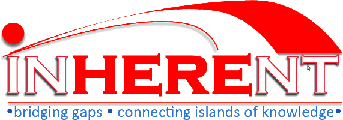 INHERENT
•bridging gaps • connecting islands of knowledge•